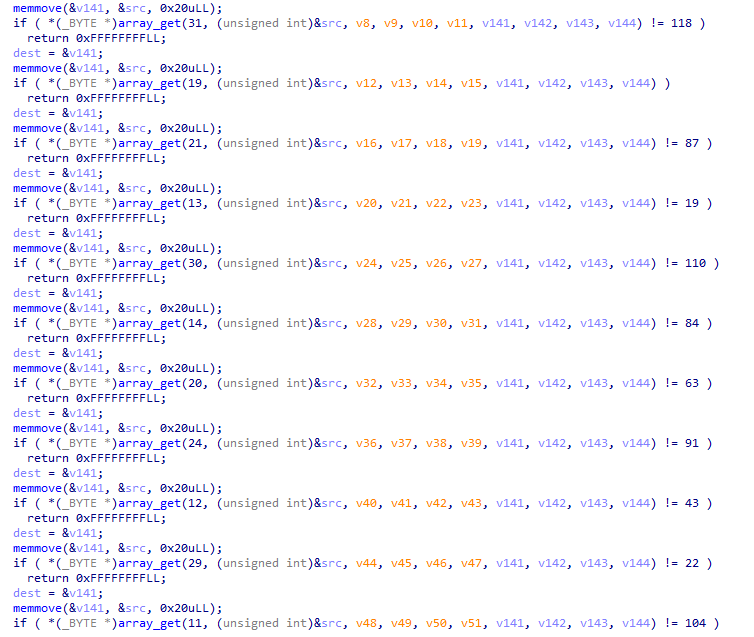 memmove(&v141, &src, 0x20uLL);
if ( *(_BYTE *)array_get(31, (unsigned int)&src, v8, v9, v10, v11, v141, v142, v143, v144) != 118 )
return 0xFFFFFFFFLL;
dest = &v141;
memmove(&v141, &src, 0x20uLL);
if ( *(_BYTE *)array_get(19, (unsigned int)&src, v12, v13, v14, v15, v141, v142, v143, v144) )
return 0xFFFFFFFFLL;
dest = &v141;
memmove(&v141, &src, 0x20uLL);
if ( *(_BYTE *)array_get(21, (unsigned int)&src, v16, v17, v18, v19, v141, v142, v143, v144) != 87 )
return 0xFFFFFFFFLL;
dest = &v141;
memmove(&v141, &src, 0x20uLL);
if ( *(_BYTE *)array_get(13, (unsigned int)&src, v20, v21, v22, v23, v141, v142, v143, v144) != 19 )
return 0xFFFFFFFFLL;
dest = &v141;
memmove(&v141, &src, 0x20uLL);
if ( *(_BYTE *)array_get(30, (unsigned int)&src, v24, v25, v26, v27, v141, v142, v143, v144) != 110 )
return 0xFFFFFFFFLL;
dest = &v141;
memmove(&v141, &src, 0x20uLL);
if ( *(_BYTE *)array_get(14, (unsigned int)&src, v28, v29, v30, v31, v141, v142, v143, v144) != 84 )
return 0xFFFFFFFFLL;
dest = &v141;
memmove(&v141, &src, 0x20uLL);
if ( *(_BYTE *)array_get(20, (unsigned int)&src, v32, v33, v34, v35, v141, v142, v143, v144) != 63 )
return 0xFFFFFFFFLL;
dest = &v141;
memmove(&v141, &src, 0x20uLL);
if ( *(_BYTE *)array_get(24, (unsigned int)&src, v36, v37, v38, v39, v141, v142, v143, v144) != 91 )
return 0xFFFFFFFFLL;
dest = &v141;
memmove(&v141, &src, 0x20uLL);
if ( *(_BYTE *)array_get(12, (unsigned int)&src, v40, v41, v42, v43, v141, v142, v143, v144) != 43 )
return 0xFFFFFFFFLL;
dest = &v141;
memmove(&v141, &src, 0x20uLL);
if ( *(_BYTE *)array_get(29, (unsigned int)&src, v44, v45, v46, v47, v141, v142, v143, v144) != 22 )
return 0xFFFFFFFFLL;
dest = &v141;
memmove(&v141, &src, 0x20uLL);
if ( *(_BYTE *)array_get(11, (unsigned int)&src, v48, v49, v50, v51, v141, v142, v143, v144) != 104 )